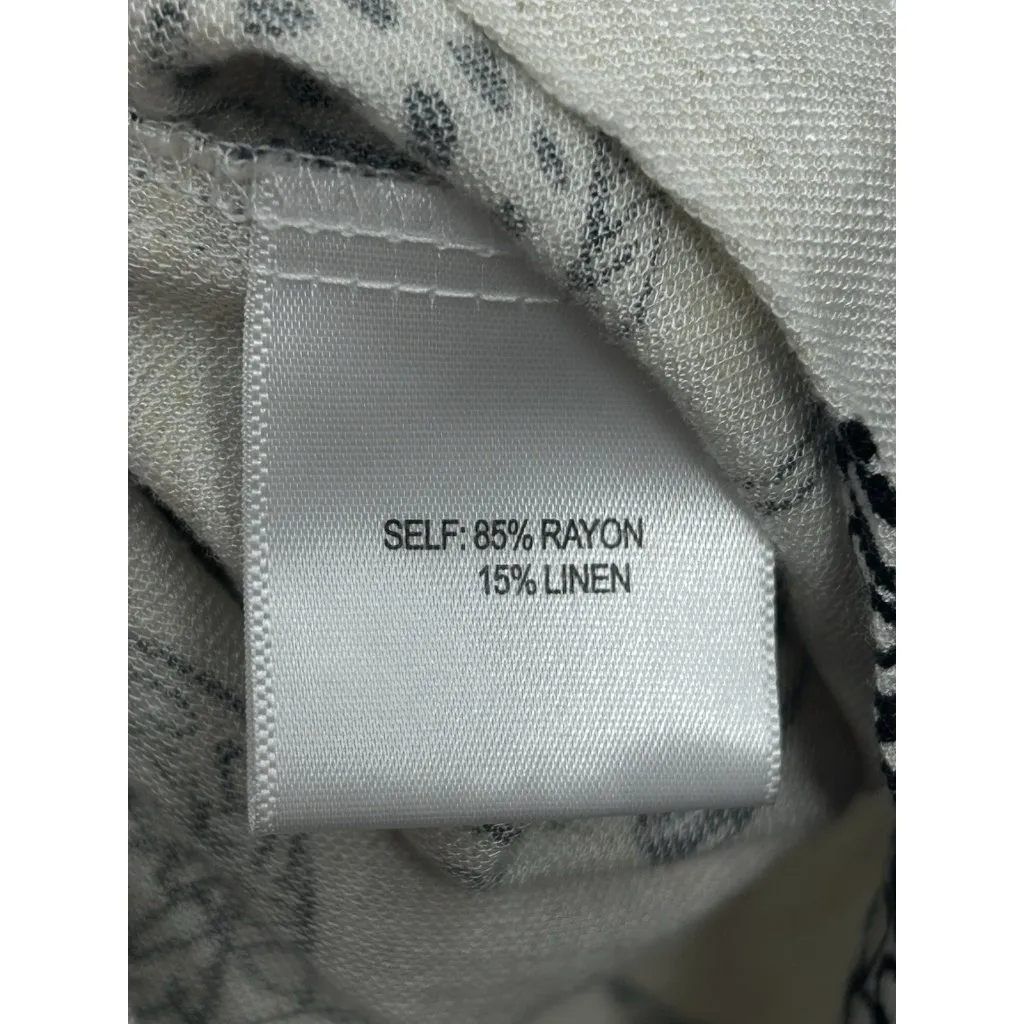 SELF: 85% RAYON
15% LINEN